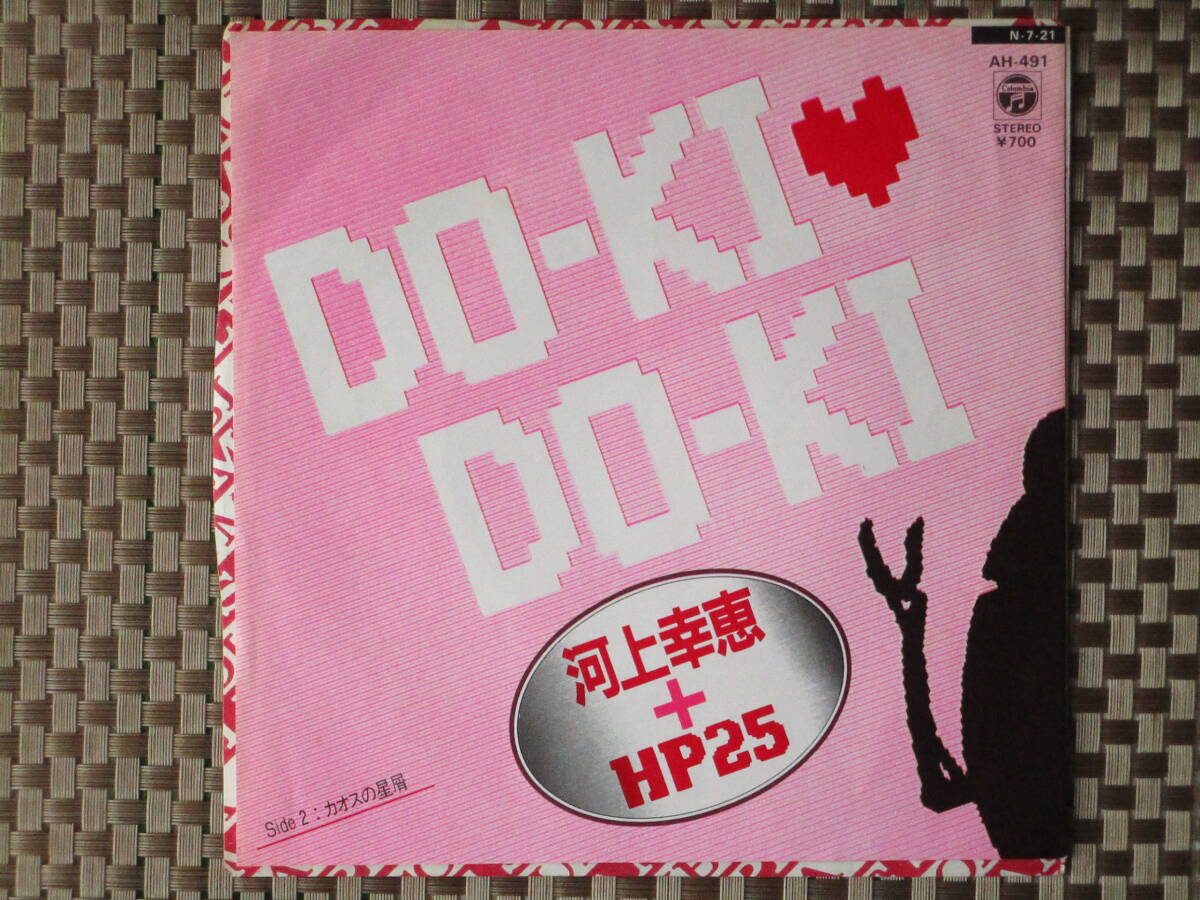 N-7-21
AH-491
Columbia
STEREO
¥700
DO-KI♥
DO-KI
河上幸恵
+
HP25
Side 2：カオスの星屑